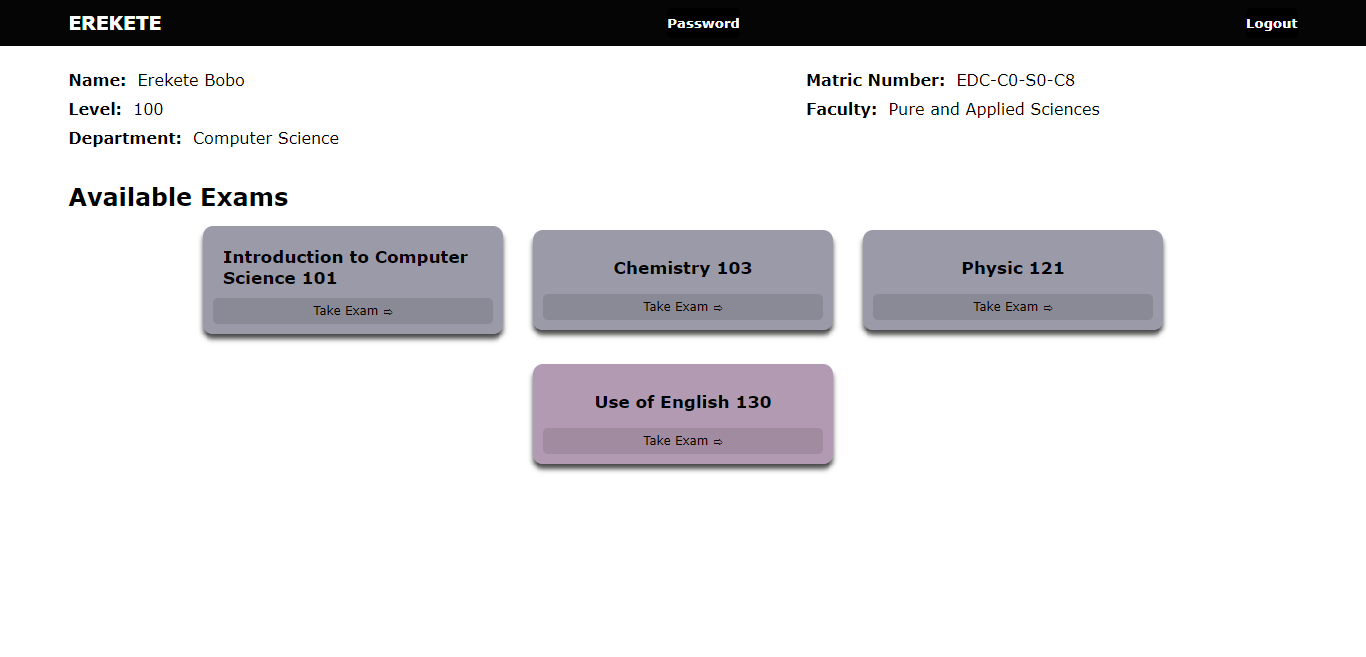 EREKETE
Password
Logout
Name: Erekete Bobo
Matric Number: EDC-C0-S0-C8
Level: 100
Faculty: Pure and Applied Sciences
Department: Computer Science
Available Exams
Introduction to Computer
Science 101
Take Exam ➪
Chemistry 103
Take Exam ➪
Physic 121
Take Exam ➪
Use of English 130
Take Exam ➪